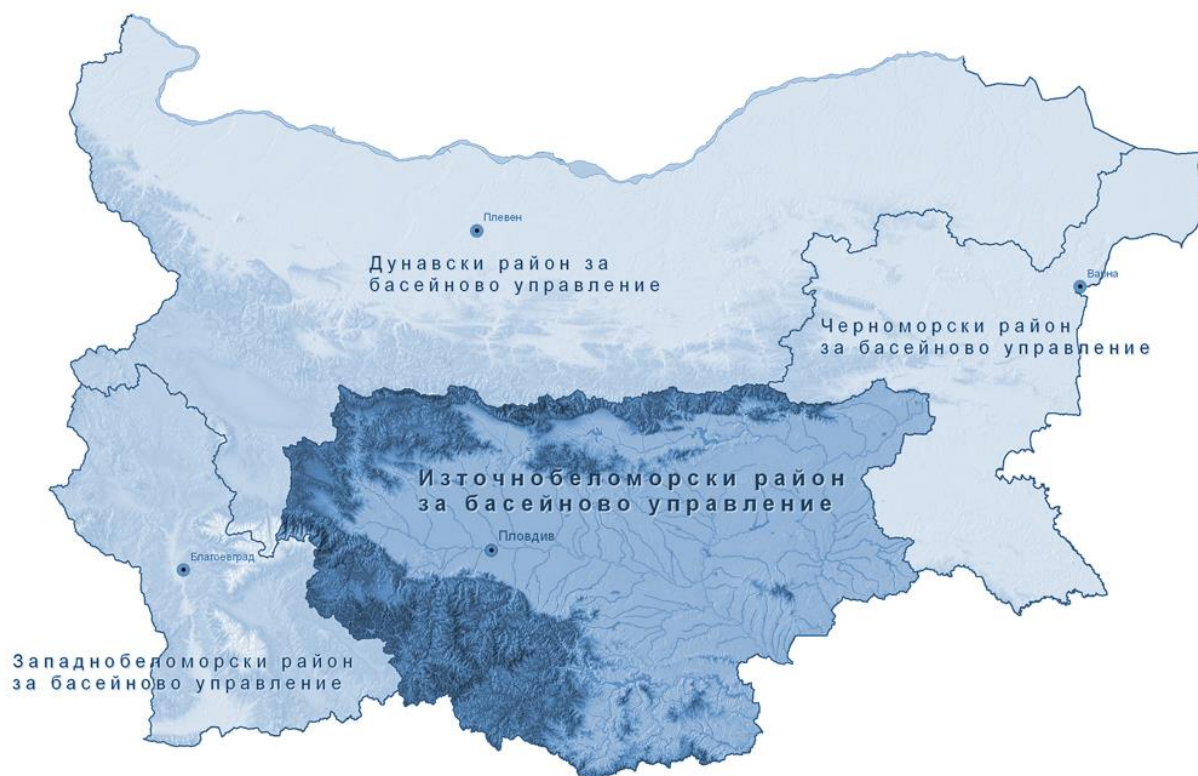 Плевен
Дунавски район за
басейново управление
Варна
Черноморски район
за басейново управление
Източнобеломорски район
за басейново управление
Пловдив
Благоевград
Западнобеломорски район
за басейново управление